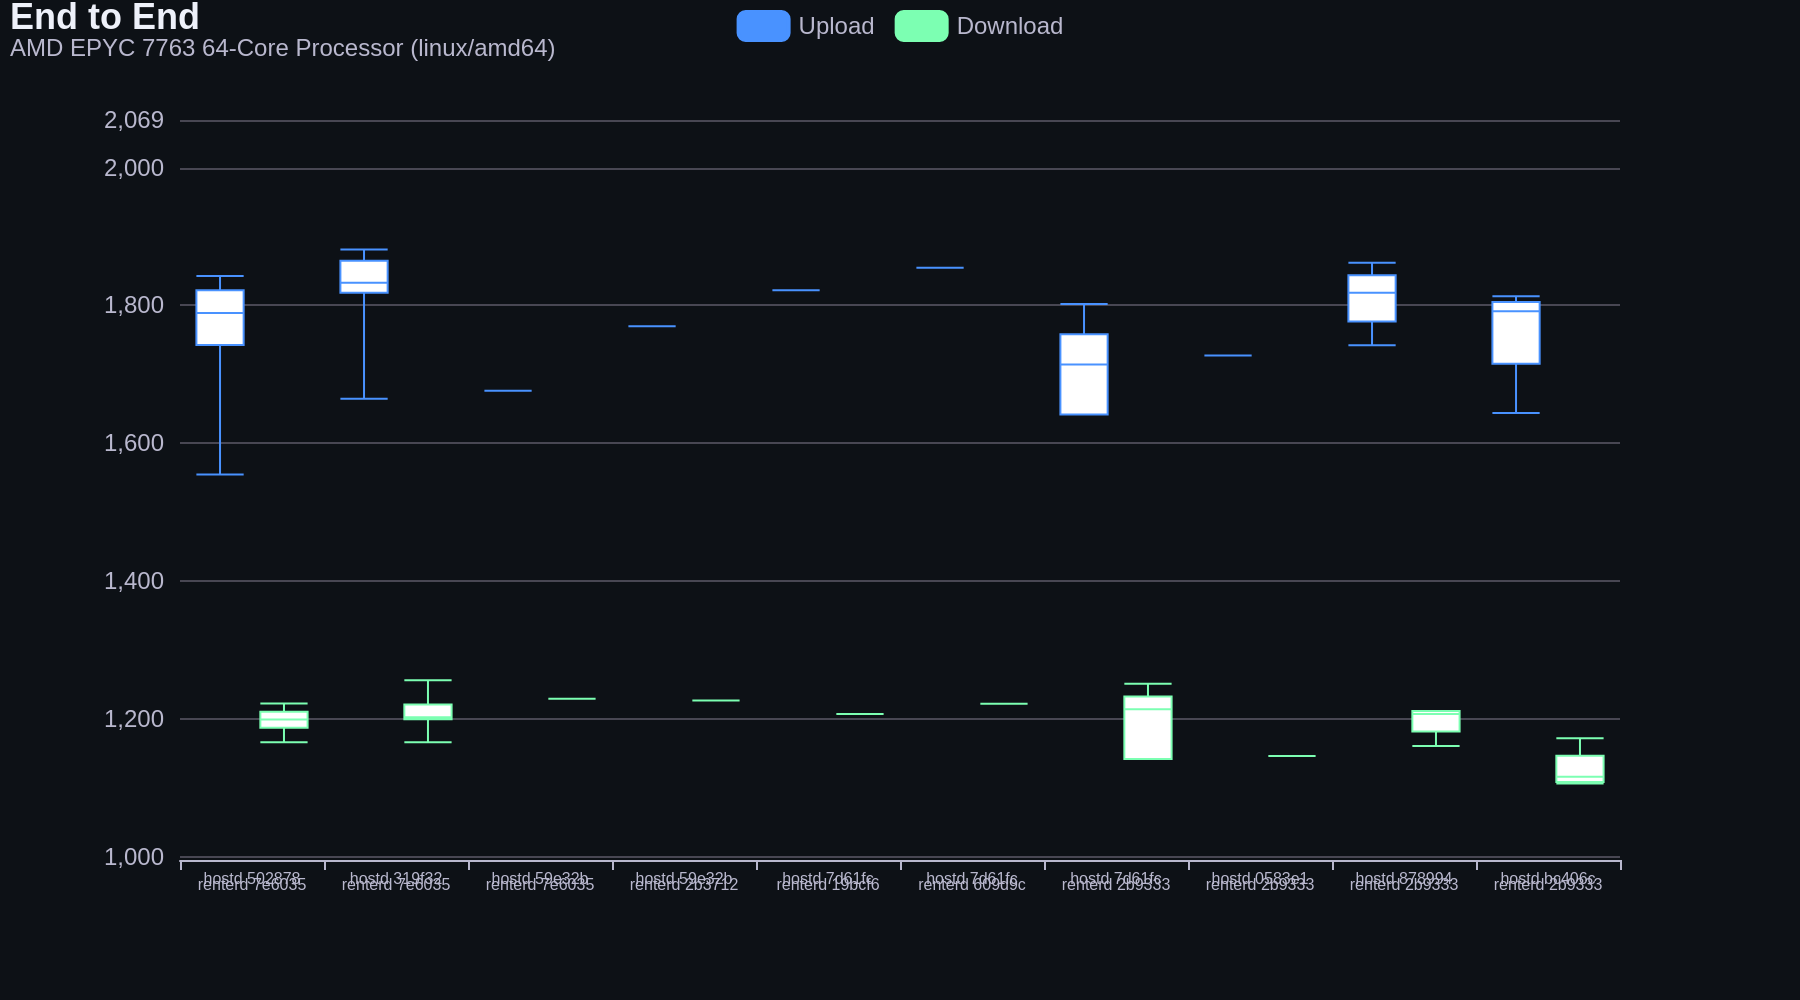 End to End
AMD EPYC 7763 64-Core Processor (linux/amd64)
Upload
Download
2,069
2,000
1,800
1,600
1,400
1,200
1,000
hostd 502878
renterd 7e6035
hostd 319f32
renterd 7e6035
hostd 59e32b
renterd 7e6035
hostd 59e32b
renterd 2b3712
hostd 7d61fc
renterd 19bcf6
hostd 7d61fc
renterd 609d9c
hostd 7d61fc
renterd 2b9333
hostd 0583e1
renterd 2b9333
hostd 878994
renterd 2b9333
hostd bc406c
renterd 2b9333